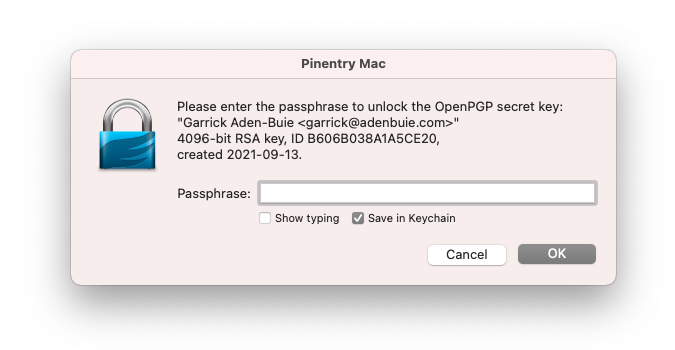 Pinentry Mac
Please enter the passphrase to unlock the OpenPGP secret key:
"Garrick Aden-Buie <garrick@adenbuie.com>"
4096-bit RSA key, ID B606B038A1A5CE20,
created 2021-09-13.
Passphrase:
Show typing Save in Keychain
Cancel OK